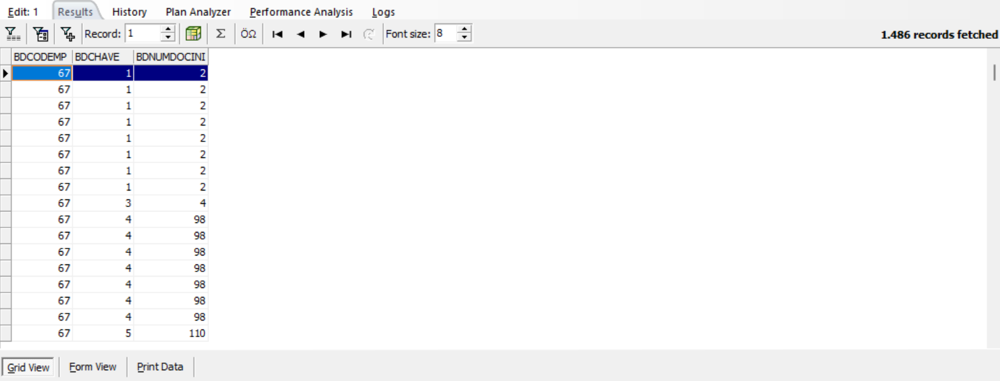 Edit: 1 Results History Plan Analyzer Performance Analysis Logs
Record: 1 Σ ÖΩ Font size: 8 1.486 records fetched
BDCODEMP BDCHAVE BDNUMDOCINI
67 1 2
67 1 2
67 1 2
67 1 2
67 1 2
67 1 2
67 1 2
67 1 2
67 3 4
67 4 98
67 4 98
67 4 98
67 4 98
67 4 98
67 4 98
67 4 98
67 5 110
Grid View Form View Print Data